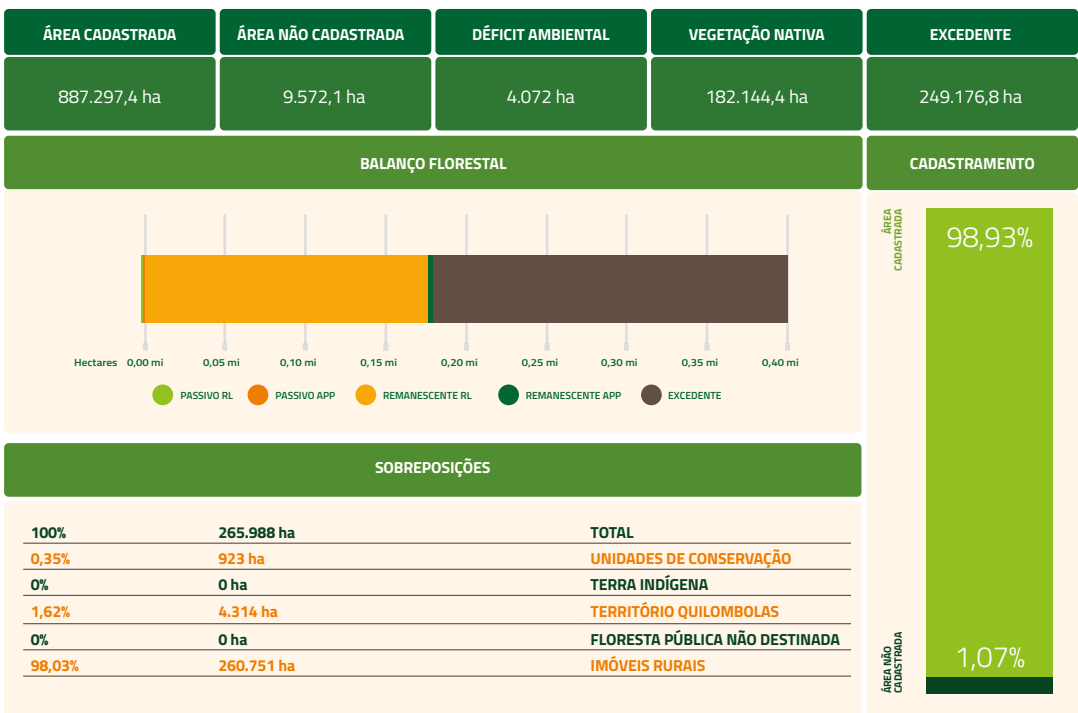 ÁREA CADASTRADA ÁREA NÃO CADASTRADA DÉFICIT AMBIENTAL VEGETAÇÃO NATIVA EXCEDENTE
887.297,4 ha 9.572,1 ha 4.072 ha 182.144,4 ha 249.176,8 ha
BALANÇO FLORESTAL
Hectares 0,00 mi 0,05 mi 0,10 mi 0,15 mi 0,20 mi 0,25 mi 0,30 mi 0,35 mi 0,40 mi
PASSIVO RL PASSIVO APP REMANESCENTE RL REMANESCENTE APP EXCEDENTE
CADASTRAMENTO
ÁREA
CADASTRADA
98,93%
1,07%
ÁREA NÃO
CADASTRADA
SOBREPOSIÇÕES
100% 265.988 ha TOTAL
0,35% 923 ha UNIDADES DE CONSERVAÇÃO
0% 0 ha TERRA INDÍGENA
1,62% 4.314 ha TERRITÓRIO QUILOMBOLAS
0% 0 ha FLORESTA PÚBLICA NÃO DESTINADA
98,03% 260.751 ha IMÓVEIS RURAIS